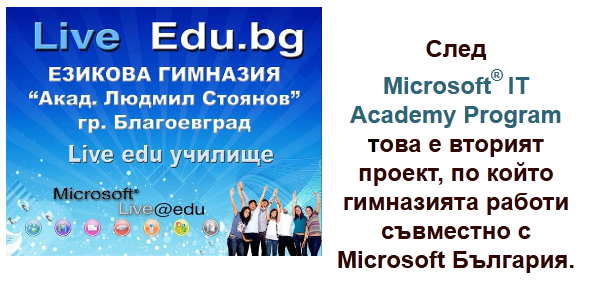 Live Edu.bg
ЕЗИКОВА ГИМНАЗИЯ
“Акад. Людмил Стоянов”
гр. Благоевград
Live edu училище
Microsoft®
Live@edu
След
Microsoft® IT
Academy Program
това е вторият
проект, по който
гимназията работи
съвместно с
Microsoft България.